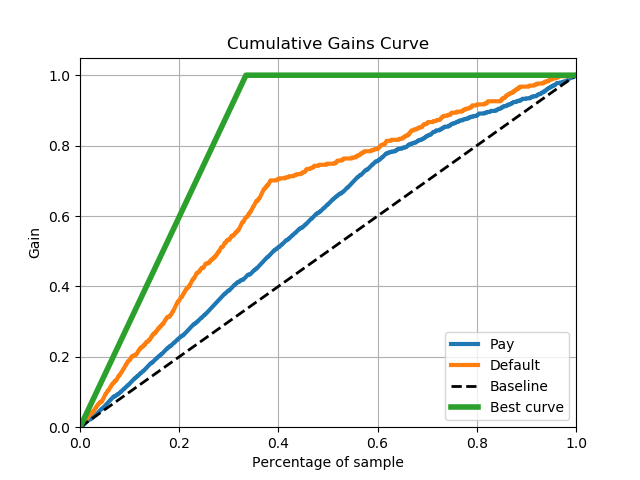 Cumulative Gains Curve
1.0
0.8
0.6
0.4
0.2
0.0
Gain
0.0 0.2 0.4 0.6 0.8 1.0
Percentage of sample
Pay
Default
Baseline
Best curve